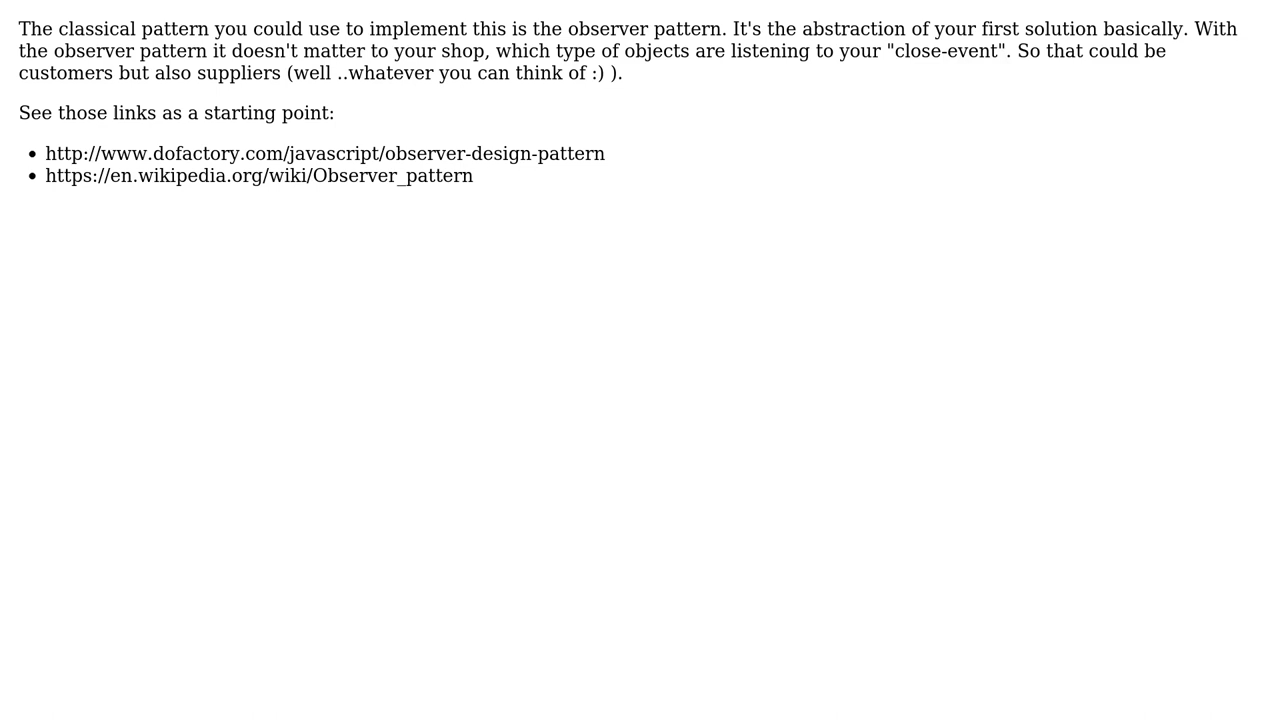 The classical pattern you could use to implement this is the observer pattern. It's the abstraction of your first solution basically. With
the observer pattern it doesn't matter to your shop, which type of objects are listening to your "close-event". So that could be
customers but also suppliers (well ..whatever you can think of :) ).
See those links as a starting point:
• http://www.dofactory.com/javascript/observer-design-pattern
• https://en.wikipedia.org/wiki/Observer_pattern